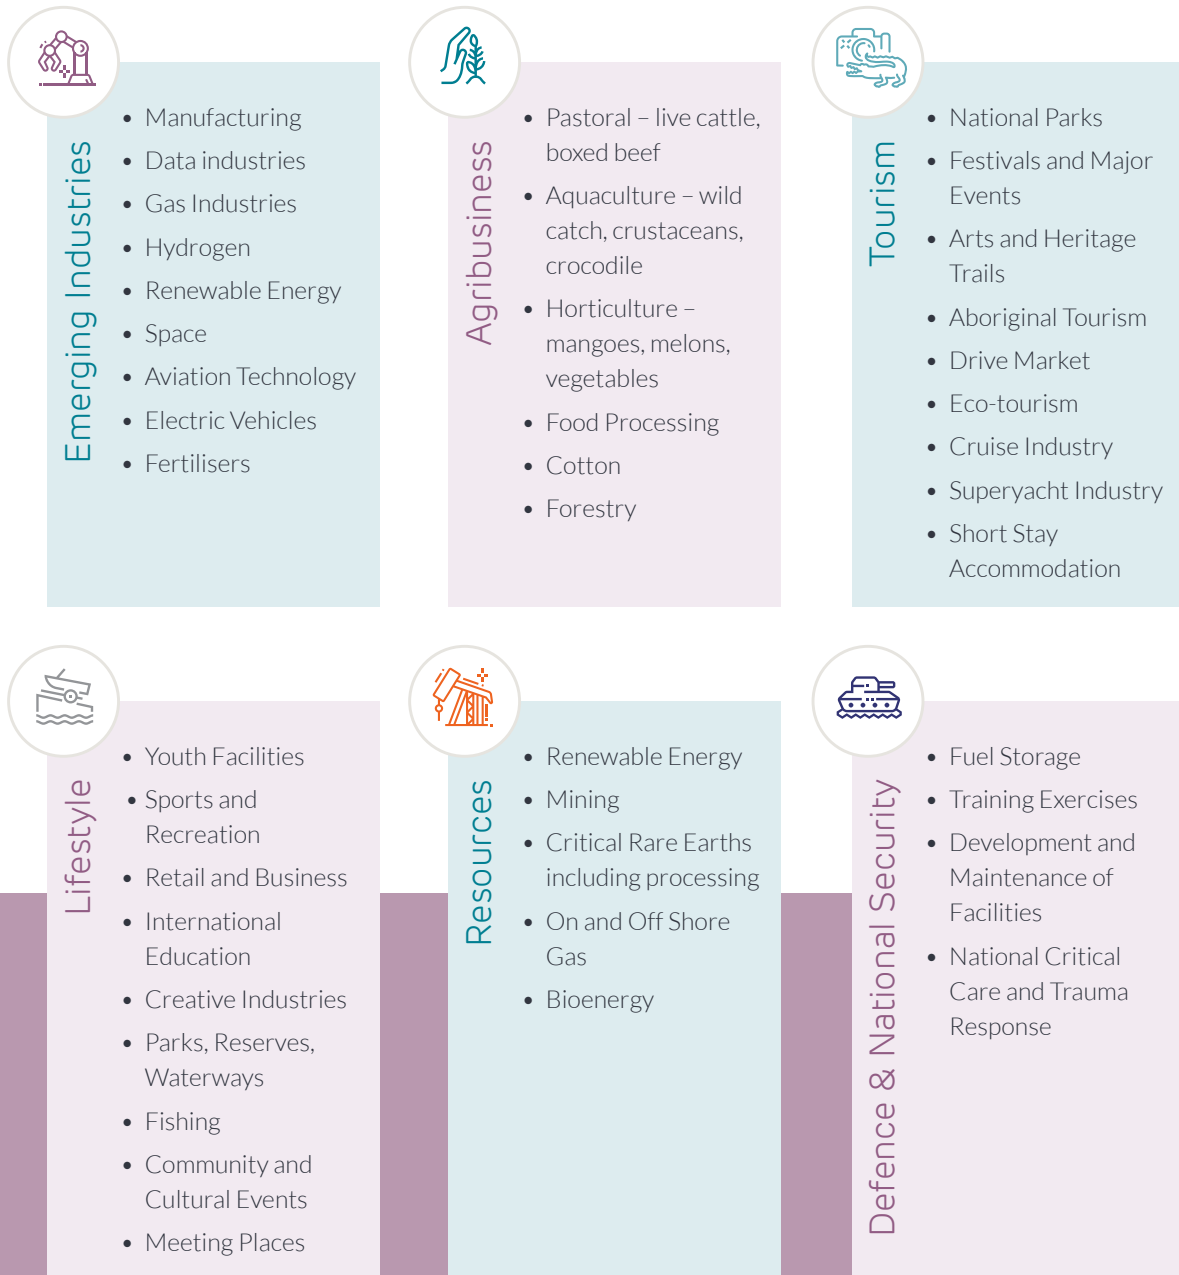 Emerging Industries
• Manufacturing
• Data industries
• Gas Industries
• Hydrogen
• Renewable Energy
• Space
• Aviation Technology
• Electric Vehicles
• Fertilisers
Agribusiness
• Pastoral – live cattle,
boxed beef
• Aquaculture – wild
catch, crustaceans,
crocodile
• Horticulture –
mangoes, melons,
vegetables
• Food Processing
• Cotton
• Forestry
Tourism
• National Parks
• Festivals and Major
Events
• Arts and Heritage
Trails
• Aboriginal Tourism
• Drive Market
• Eco-tourism
• Cruise Industry
• Superyacht Industry
• Short Stay
Accommodation
Lifestyle
• Youth Facilities
• Sports and
Recreation
• Retail and Business
• International
Education
• Creative Industries
• Parks, Reserves,
Waterways
• Fishing
• Community and
Cultural Events
• Meeting Places
Resources
• Renewable Energy
• Mining
• Critical Rare Earths
including processing
• On and Off Shore
Gas
• Bioenergy
Defence & National Security
• Fuel Storage
• Training Exercises
• Development and
Maintenance of
Facilities
• National Critical
Care and Trauma
Response